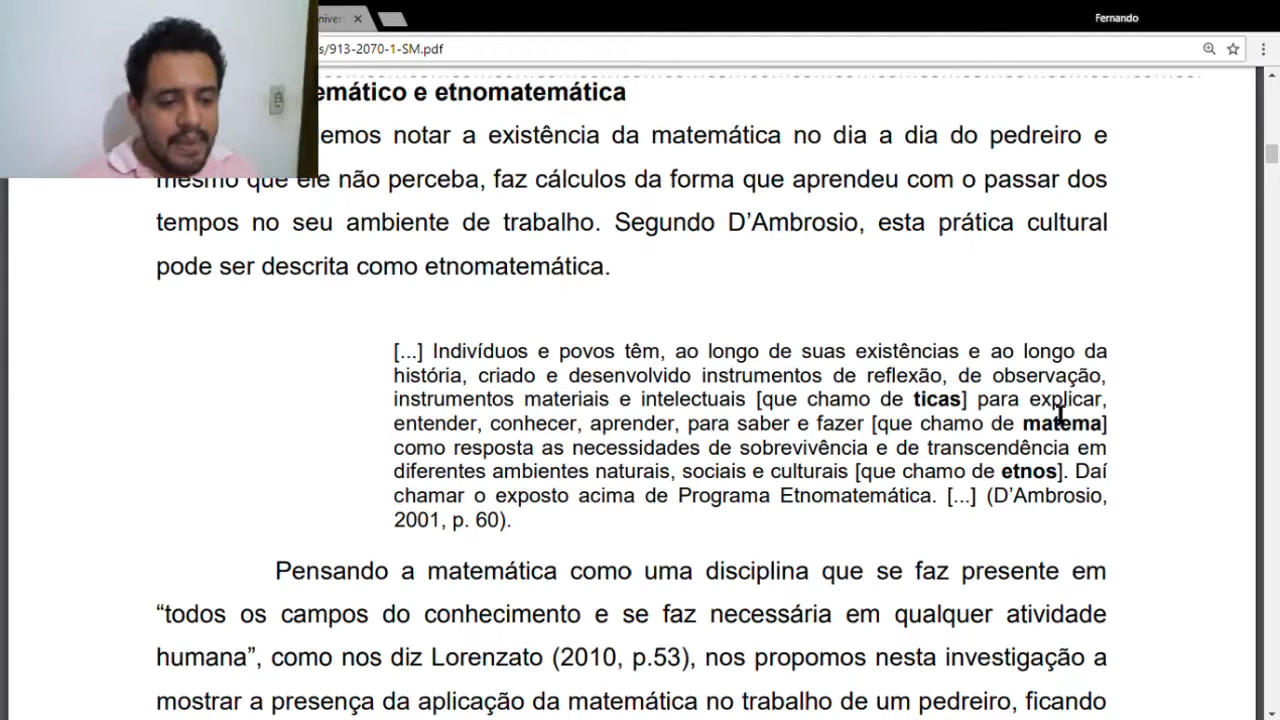 niver
Fernando
s/913-2070-1-SM.pdf
emático e etnomatemática
emos notar a existência da matemática no dia a dia do pedreiro e
mesmo que ele não perceba, faz cálculos da forma que aprendeu com o passar dos
tempos no seu ambiente de trabalho. Segundo D’Ambrosio, esta prática cultural
pode ser descrita como etnomatemática.
[...] Indivíduos e povos têm, ao longo de suas existências e ao longo da
história, criado e desenvolvido instrumentos de reflexão, de observação,
instrumentos materiais e intelectuais [que chamo de ticas] para explicar,
entender, conhecer, aprender, para saber e fazer [que chamo de matema]
como resposta as necessidades de sobrevivência e de transcendência em
diferentes ambientes naturais, sociais e culturais [que chamo de etnos]. Daí
chamar o exposto acima de Programa Etnomatemática. [...] (D’Ambrosio,
2001, p. 60).
Pensando a matemática como uma disciplina que se faz presente em
“todos os campos do conhecimento e se faz necessária em qualquer atividade
humana”, como nos diz Lorenzato (2010, p.53), nos propomos nesta investigação a
mostrar a presença da aplicação da matemática no trabalho de um pedreiro, ficando